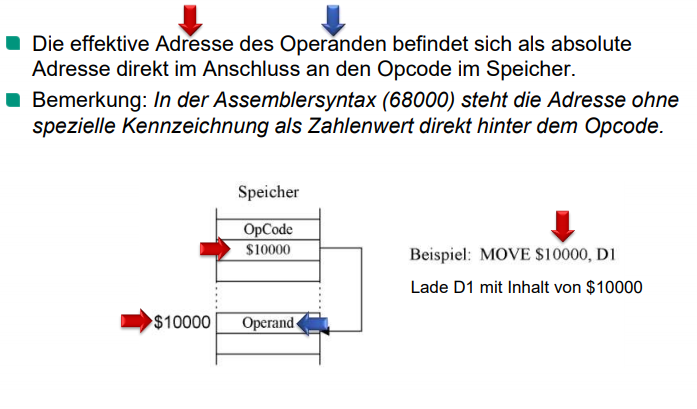 Die effektive Adresse des Operanden befindet sich als absolute
Adresse direkt im Anschluss an den Opcode im Speicher.
Bemerkung: In der Assemblersyntax (68000) steht die Adresse ohne
spezielle Kennzeichnung als Zahlenwert direkt hinter dem Opcode.
Speicher
OpCode
$10000
$10000
Operand
Beispiel: MOVE $10000, D1
Lade D1 mit Inhalt von $10000